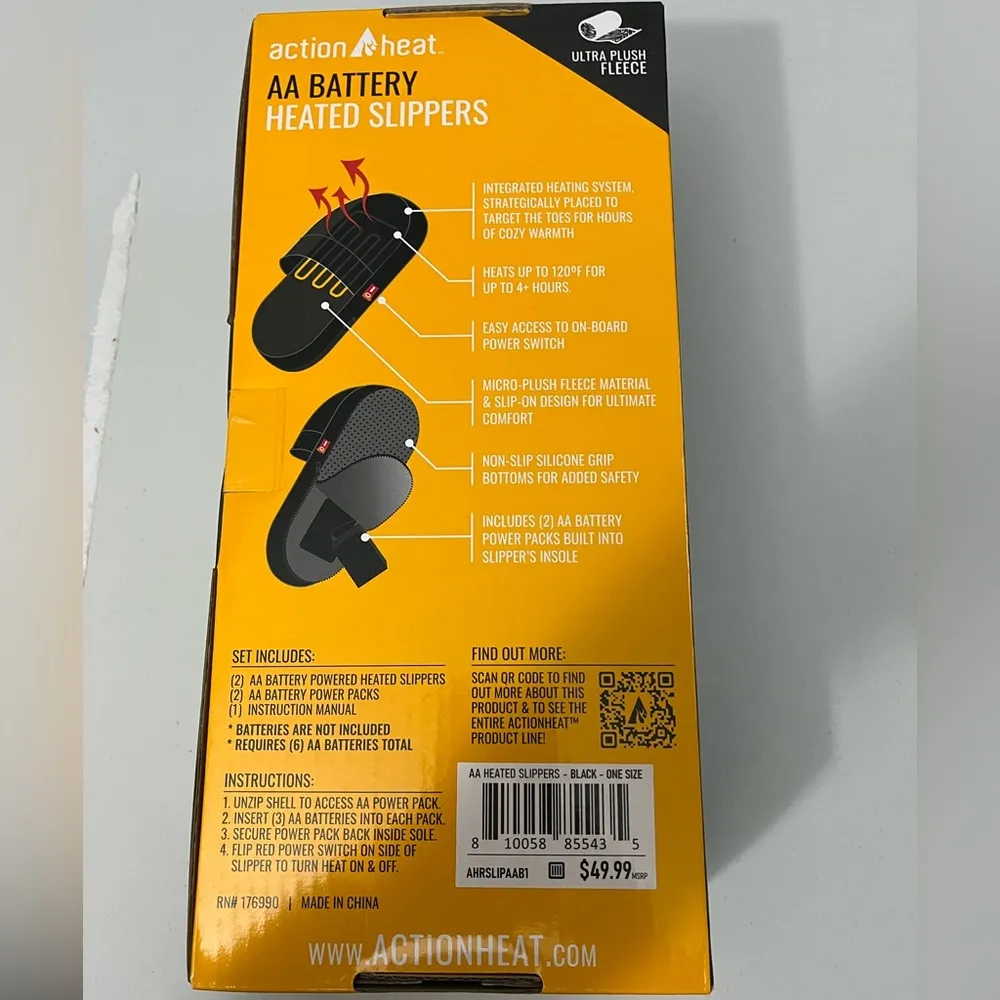 action heat™
ULTRA PLUSH
FLEECE
AA BATTERY
HEATED SLIPPERS
INTEGRATED HEATING SYSTEM,
STRATEGICALLY PLACED TO
TARGET THE TOES FOR HOURS
OF COZY WARMTH
HEATS UP TO 120ºF FOR
UP TO 4+ HOURS.
EASY ACCESS TO ON-BOARD
POWER SWITCH
MICRO-PLUSH FLEECE MATERIAL
& SLIP-ON DESIGN FOR ULTIMATE
COMFORT
NON-SLIP SILICONE GRIP
BOTTOMS FOR ADDED SAFETY
INCLUDES (2) AA BATTERY
POWER PACKS BUILT INTO
SLIPPER'S INSOLE
SET INCLUDES:
(2) AA BATTERY POWERED HEATED SLIPPERS
(2) AA BATTERY POWER PACKS
(1) INSTRUCTION MANUAL
* BATTERIES ARE NOT INCLUDED
* REQUIRES (6) AA BATTERIES TOTAL
FIND OUT MORE:
SCAN QR CODE TO FIND
OUT MORE ABOUT THIS
PRODUCT & TO SEE THE
ENTIRE ACTIONHEAT™
PRODUCT LINE!
INSTRUCTIONS:
1. UNZIP SHELL TO ACCESS AA POWER PACK.
2. INSERT (3) AA BATTERIES INTO EACH PACK.
3. SECURE POWER PACK BACK INSIDE SOLE.
4. FLIP RED POWER SWITCH ON SIDE OF
SLIPPER TO TURN HEAT ON & OFF.
AA HEATED SLIPPERS - BLACK - ONE SIZE
8 10058 85543 5
AHRSLIPAAB1 $49.99 MSRP
RN# 176990 | MADE IN CHINA
WWW.ACTIONHEAT.COM